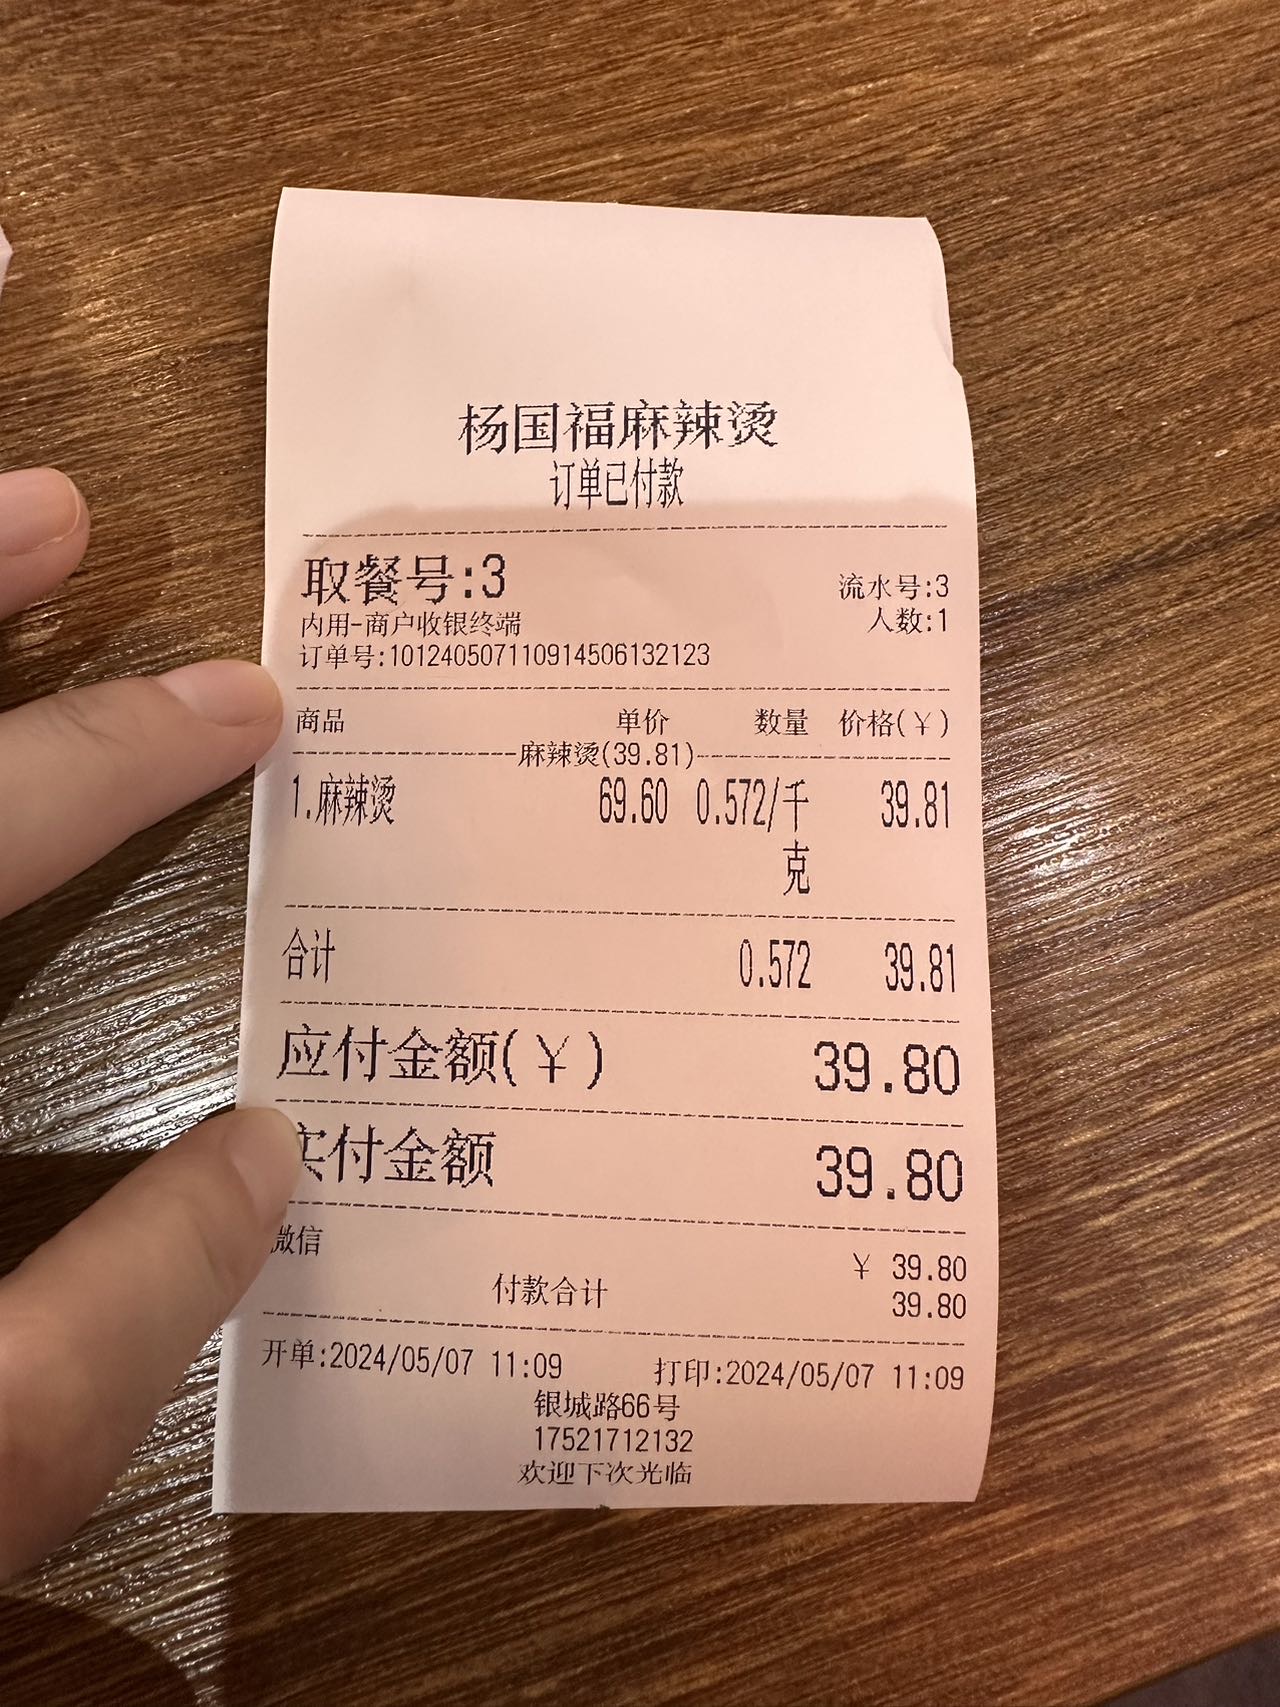 杨国福麻辣烫
订单已付款
取餐号:3 流水号:3
内用-商户收银终端 人数:1
订单号:101240507110914506132123
商品 单价 数量 价格(￥)
麻辣烫(39.81)
1.麻辣烫 69.60 0.572/千克 39.81
合计 0.572 39.81
应付金额(￥) 39.80
实付金额 39.80
微信 ￥ 39.80
付款合计 39.80
开单:2024/05/07 11:09 打印:2024/05/07 11:09
银城路66号
17521712132
欢迎下次光临